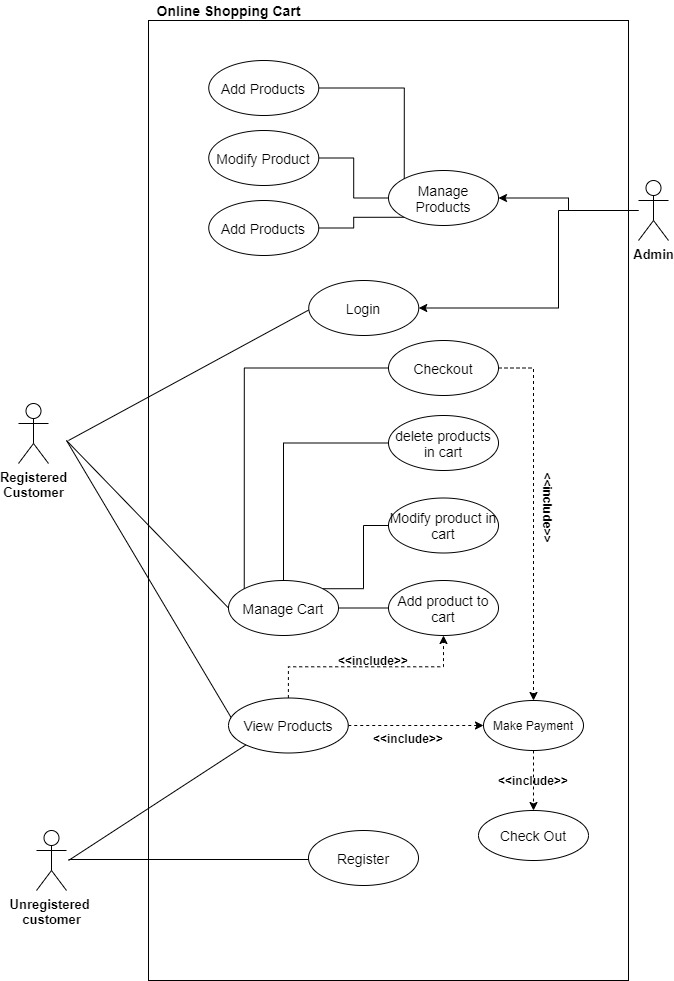 Online Shopping Cart
Add Products
Modify Product
Manage
Products
Add Products
Admin
Login
Checkout
Registered
Customer
delete products
in cart
<<include>>
Modify product in
cart
Manage Cart
Add product to
cart
<<include>>
View Products
Make Payment
<<include>>
<<include>>
Check Out
Register
Unregistered
customer